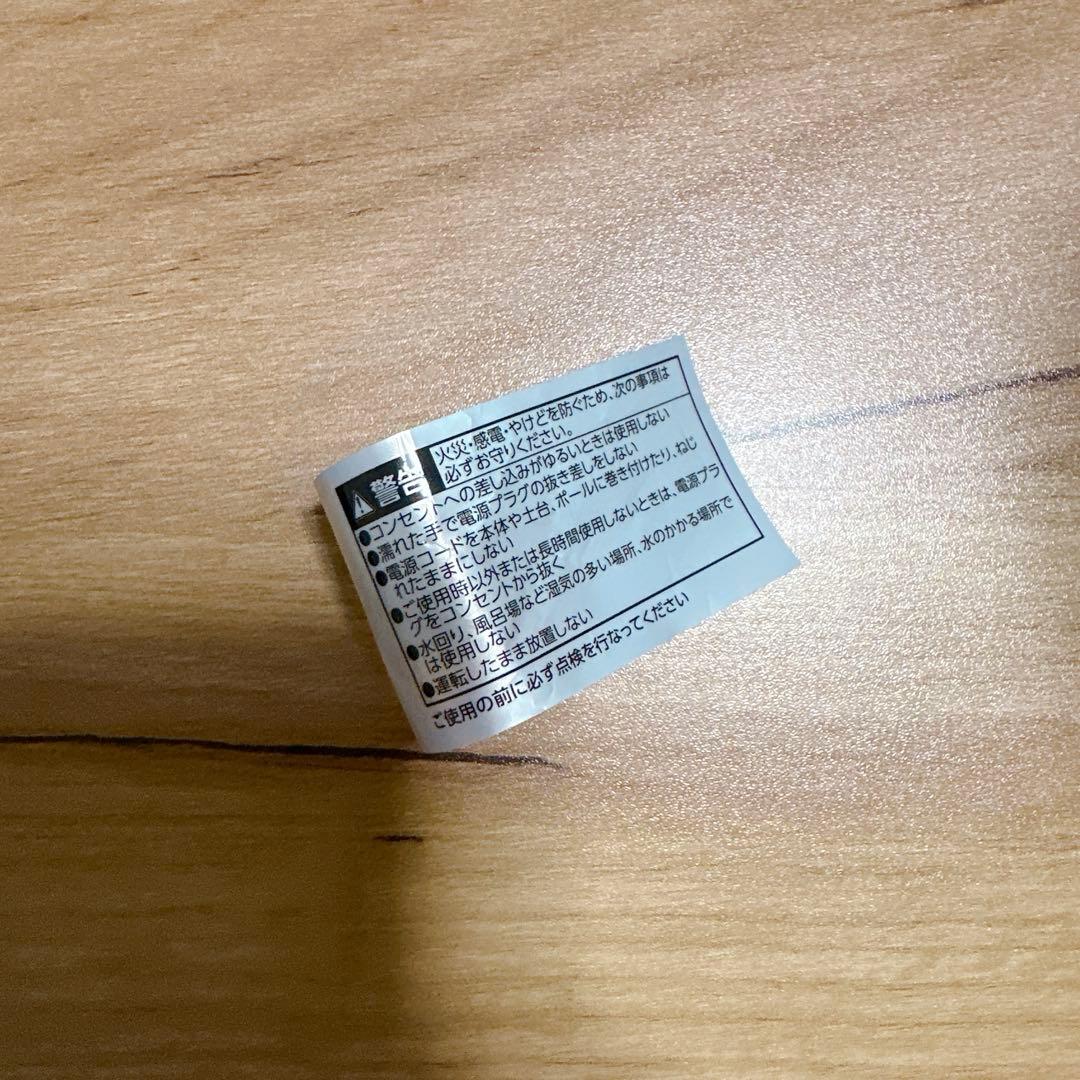 ⚠警告
火災・感電・やけどを防ぐため、次の事項は
必ずお守りください。
●コンセントへの差し込みがゆるいときは使用しない
●濡れた手で電源プラグの抜き差しをしない
●電源コードを本体や土台、ポールに巻き付けたり、ねじ
れたままにしない
●ご使用時以外または長時間使用しないときは、電源プラ
グをコンセントから抜く
●水回り、風呂場など湿気の多い場所、水のかかる場所で
は使用しない
●運転したまま放置しない
ご使用の前に必ず点検を行なってください